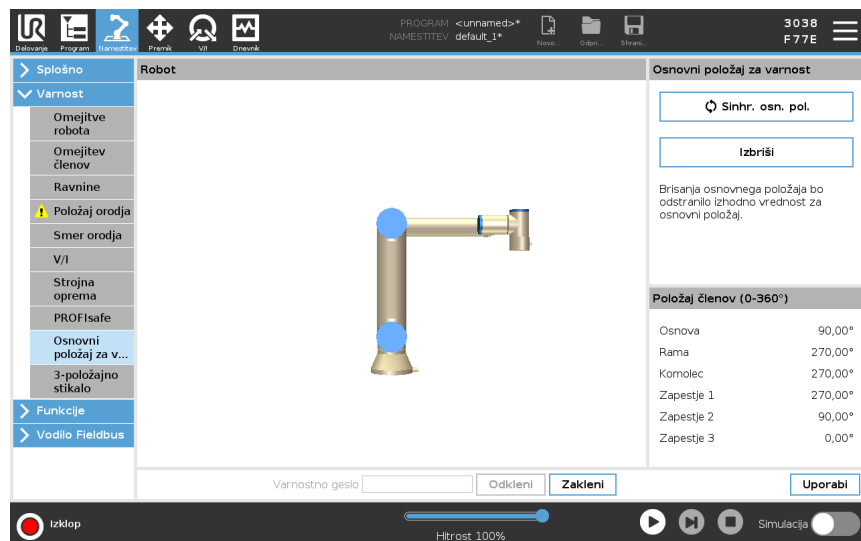 PROGRAM <unnamed>*
NAMESTITEV default_1*
3038
F77E
Delovanje Program Namestitev Premik V/I Dnevnik Novo... Odpri... Shrani...
Splošno
Varnost
Omejitve
robota
Omejitev
členov
Ravnine
Položaj orodja
Smer orodja
V/I
Strojna
oprema
PROFIsafe
Osnovni
položaj za v...
3-položajno
stikalo
Funkcije
Vodilo Fieldbus
Robot
Osnovni položaj za varnost
Sinhr. osn. pol.
Izbriši
Brisanja osnovnega položaja bo
odstranilo izhodno vrednost za
osnovni položaj.
Položaj členov (0-360°)
Osnova 90,00°
Rama 270,00°
Komolec 270,00°
Zapestje 1 270,00°
Zapestje 2 90,00°
Zapestje 3 0,00°
Varnostno geslo Odkleni Zakleni Uporabi
Izklop
Hitrost 100%
Simulacija